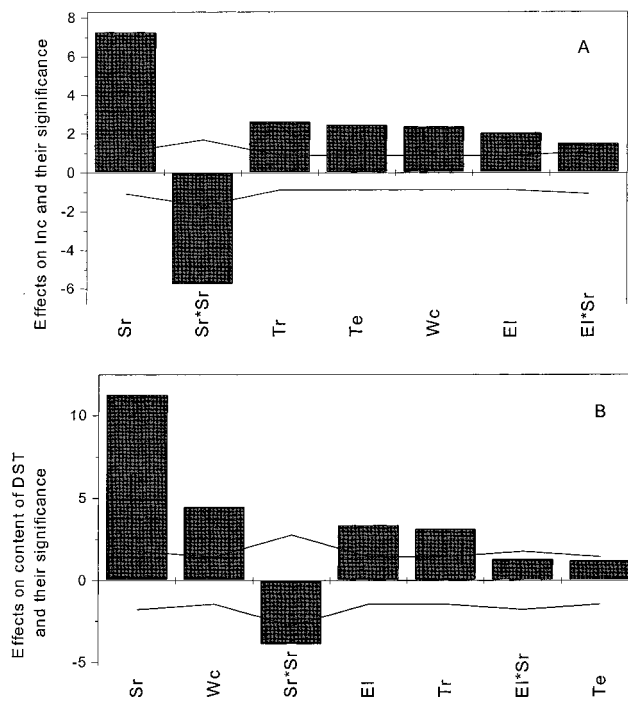 A
Effects on Inc and their siginificance
8
6
4
2
0
-2
-4
-6
Sr
Sr*Sr
Tr
Te
Wc
El
El*Sr
B
Effects on content of DST
and their significance
10
5
0
-5
Sr
Wc
Sr*Sr
El
Tr
El*Sr
Te